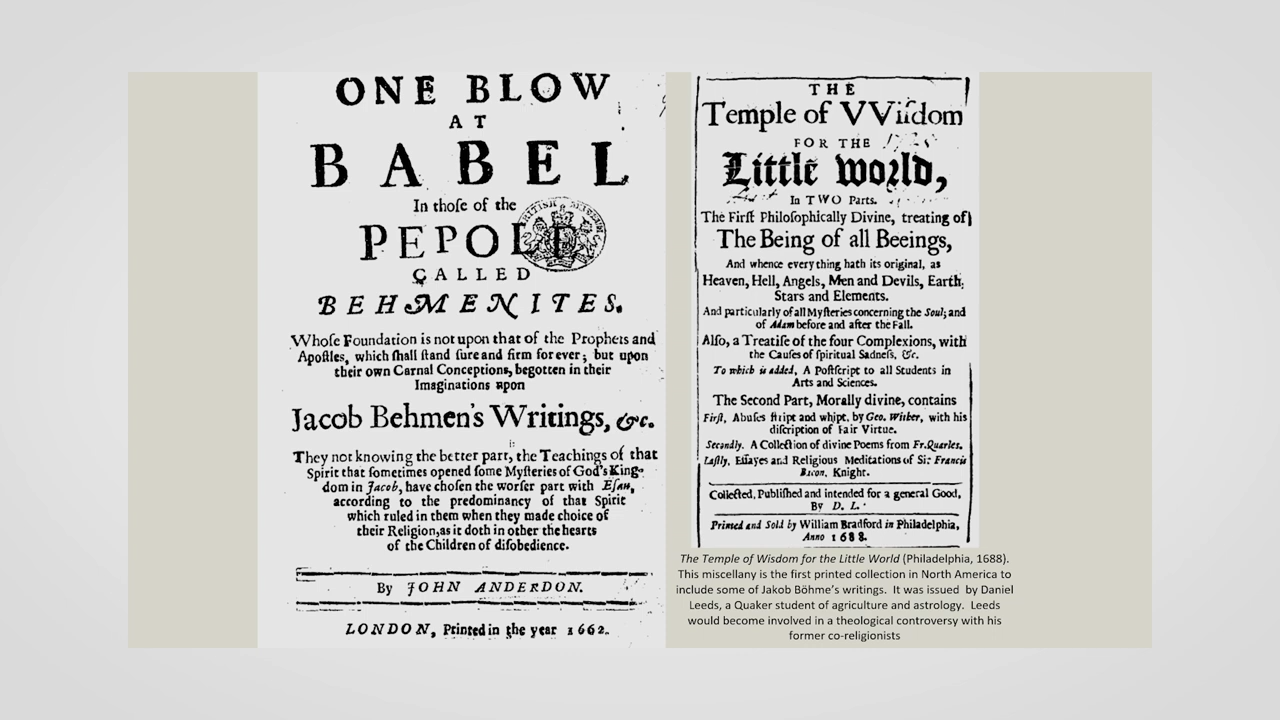 ONE BLOW
AT
BABEL
In thoſe of the
PEPOLE
CALLED
BEHMENITES.
Whoſe Foundation is not upon that of the Prophets and
Apoſtles, which ſhall ſtand ſure and firm for ever; but upon
their own Carnal Conceptions, begotten in their
Imaginations upon
Jacob Behmen's Writings, &c.
They not knowing the better part, the Teachings of that
Spirit that ſometimes opened ſome Myſteries of God's King-
dom in Jacob, have choſen the worſer part with Eſau,
according to the predominancy of that Spirit
which ruled in them when they made choice of
their Religion, as it doth in other the hearts
of the Children of diſobedience.
By JOHN ANDERDON.
LONDON, Printed in the year 1662.
THE
Temple of VViſdom
FOR THE
Little World,
In TWO Parts.
The Firſt Philoſophically Divine, treating of
The Being of all Beeings,
And whence every thing hath its original, as
Heaven, Hell, Angels, Men and Devils, Earth,
Stars and Elements.
And particularly of all Myſteries concerning the Soul; and
of Adam before and after the Fall.
Alſo, a Treatiſe of the four Complexions, with
the Cauſes of ſpiritual Sadneſs, &c.
To which is added, A Poſtſcript to all Students in
Arts and Sciences.
The Second Part, Morally divine, contains
Firſt, Abuſes ſtript and whipt, by Geo. Wither, with his
diſcription of Fair Virtue.
Secondly. A Collection of divine Poems from Fr. Quarles.
Laſtly, Eſſayes and Religious Meditations of Sir Francis
Bacon, Knight.
Collected, Publiſhed and intended for a general Good,
By D. L.
Printed and Sold by William Bradford in Philadelphia,
Anno 1688.
The Temple of Wisdom for the Little World (Philadelphia, 1688).
This miscellany is the first printed collection in North America to
include some of Jakob Böhme's writings. It was issued by Daniel
Leeds, a Quaker student of agriculture and astrology. Leeds
would become involved in a theological controversy with his
former co-religionists